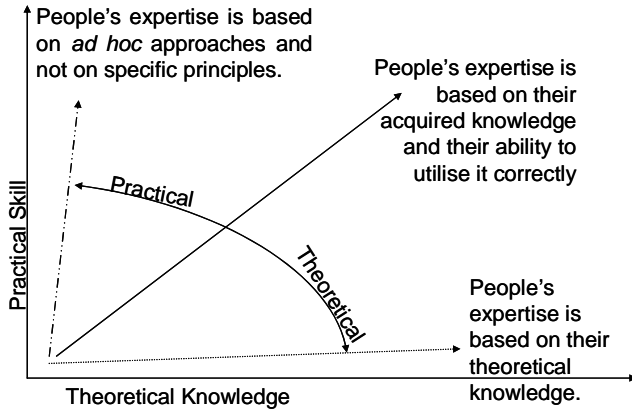 People’s expertise is based
on ad hoc approaches and
not on specific principles.
People’s expertise is
based on their
acquired knowledge
and their ability to
utilise it correctly
Practical
Theoretical
Practical Skill
People’s
expertise is
based on their
theoretical
knowledge.
Theoretical Knowledge